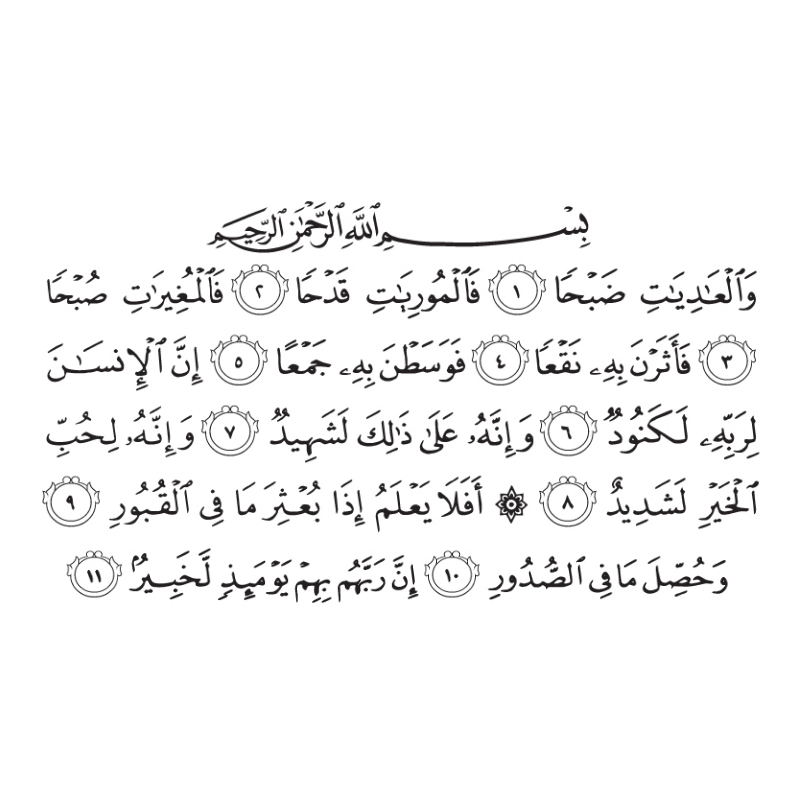 بِسْمِ ٱللَّهِ ٱلرَّحْمَٰنِ ٱلرَّحِيمِ
وَٱلْعَٰدِيَٰتِ ضَبْحًا ١ فَٱلْمُورِيَٰتِ قَدْحًا ٢ فَٱلْمُغِيرَٰتِ صُبْحًا
٣ فَأَثَرْنَ بِهِۦ نَقْعًا ٤ فَوَسَطْنَ بِهِۦ جَمْعًا ٥ إِنَّ ٱلْإِنسَٰنَ
لِرَبِّهِۦ لَكَنُودٌ ٦ وَإِنَّهُۥ عَلَىٰ ذَٰلِكَ لَشَهِيدٌ ٧ وَإِنَّهُۥ لِحُبِّ
ٱلْخَيْرِ لَشَدِيدٌ ٨ ۞ أَفَلَا يَعْلَمُ إِذَا بُعْثِرَ مَا فِى ٱلْقُبُورِ ٩
وَحُصِّلَ مَا فِى ٱلصُّدُورِ ١٠ إِنَّ رَبَّهُم بِهِمْ يَوْمَئِذٍ لَّخَبِيرٌۢ ١١